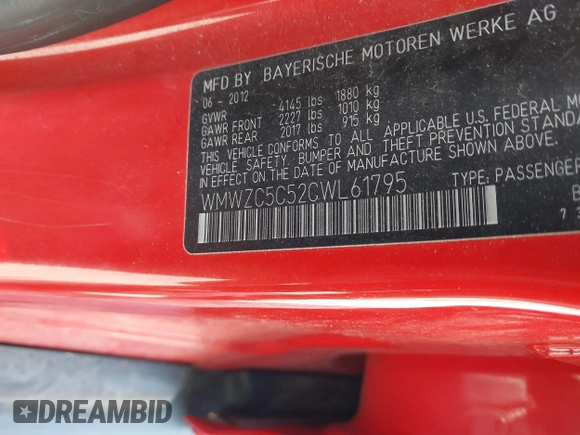 MFD BY BAYERISCHE MOTOREN WERKE AG
06 - 2012
GVWR 4145 lbs 1880 kg
GAWR FRONT 2227 lbs 1010 kg
GAWR REAR 2017 lbs 915 kg
THIS VEHICLE CONFORMS TO ALL APPLICABLE U.S. FEDERAL MO
VEHICLE SAFETY, BUMPER AND THEFT PREVENTION STANDA
IN EFFECT ON THE DATE OF MANUFACTURE SHOWN ABOVE.
WMWZC5C52CWL61795 TYPE: PASSENGER
DREAMBID